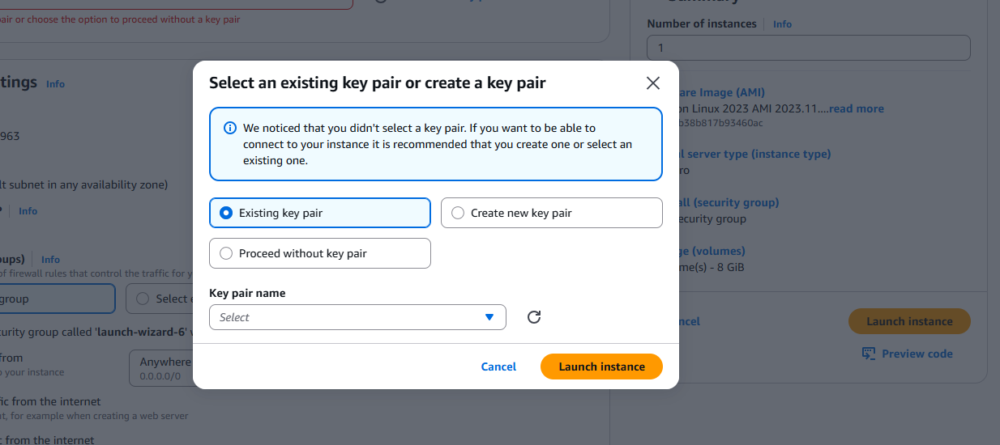 air or choose the option to proceed without a key pair
Summary
Number of instances Info
1
tings Info
are Image (AMI)
on Linux 2023 AMI 2023.11....read more
b38b817b93460ac
963
l server type (instance type)
ro
lt subnet in any availability zone)
all (security group)
ecurity group
Info
ge (volumes)
me(s) - 8 GiB
oups) Info
of firewall rules that control the traffic for y
group
Select e
curity group called 'launch-wizard-6' w
from
o your instance
Anywhere
0.0.0.0/0
fic from the internet
ut, for example when creating a web server
c from the internet
ncel
Launch instance
Preview code
Select an existing key pair or create a key pair
We noticed that you didn't select a key pair. If you want to be able to
connect to your instance it is recommended that you create one or select an
existing one.
Existing key pair
Create new key pair
Proceed without key pair
Key pair name
Select
Cancel
Launch instance